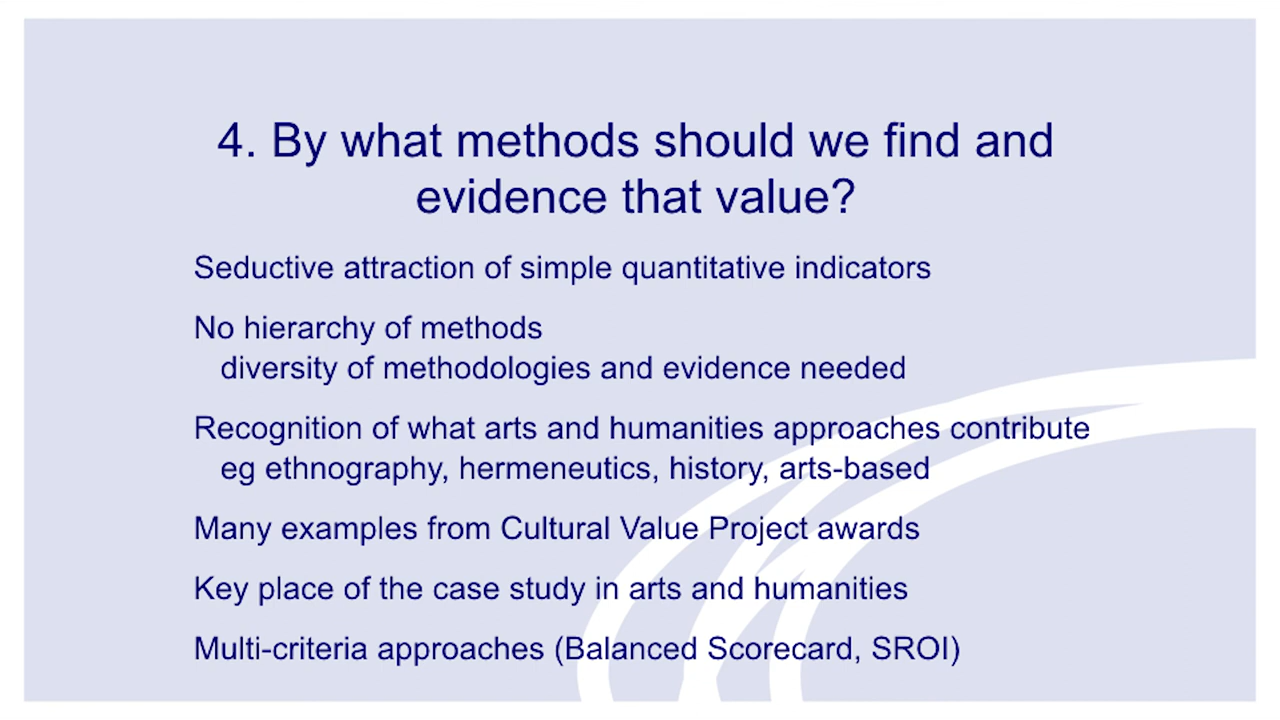 4. By what methods should we find and
evidence that value?
Seductive attraction of simple quantitative indicators
No hierarchy of methods
diversity of methodologies and evidence needed
Recognition of what arts and humanities approaches contribute
eg ethnography, hermeneutics, history, arts-based
Many examples from Cultural Value Project awards
Key place of the case study in arts and humanities
Multi-criteria approaches (Balanced Scorecard, SROI)